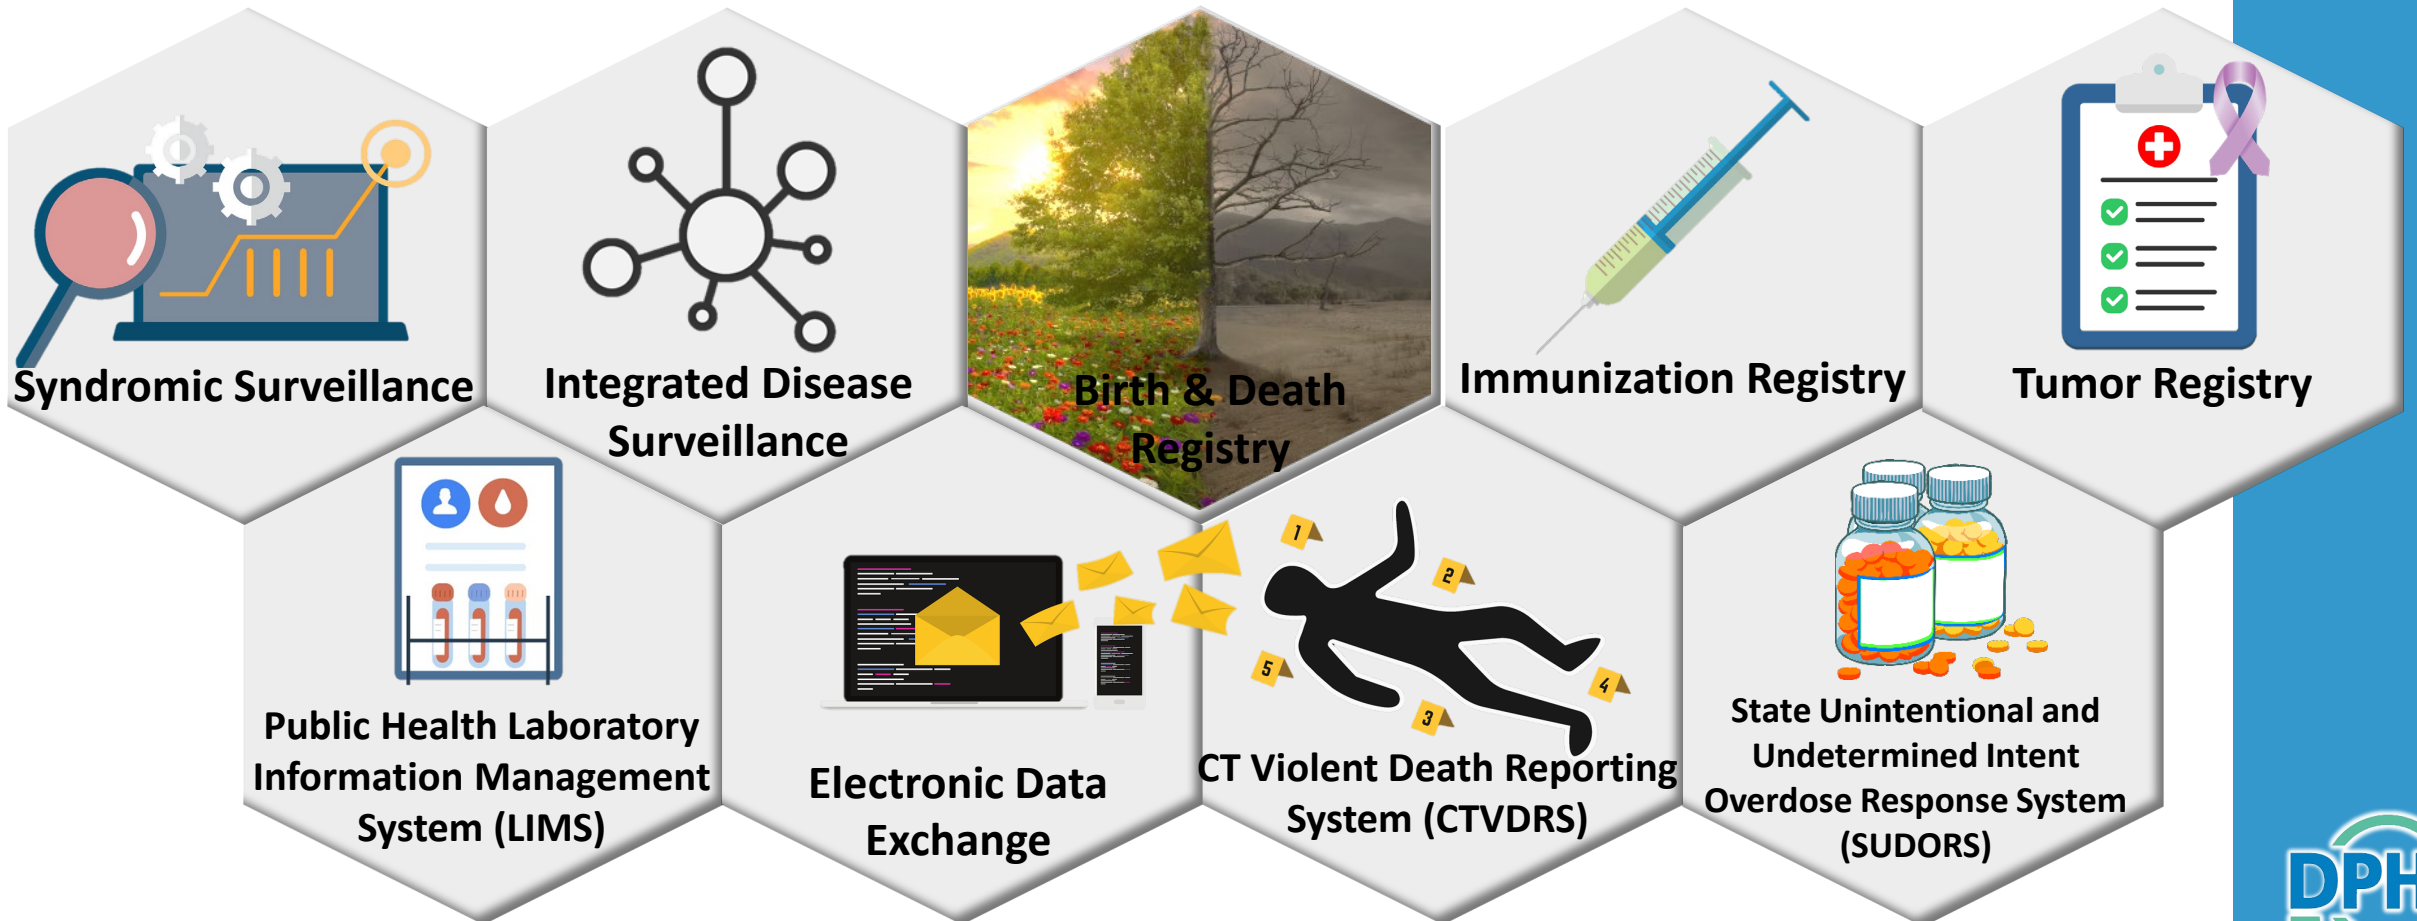 Syndromic Surveillance
Integrated Disease
Surveillance
Birth & Death
Registry
Immunization Registry
Tumor Registry
Public Health Laboratory
Information Management
System (LIMS)
Electronic Data
Exchange
1
2
3
4
5
CT Violent Death Reporting
System (CTVDRS)
State Unintentional and
Undetermined Intent
Overdose Response System
(SUDORS)
DPH